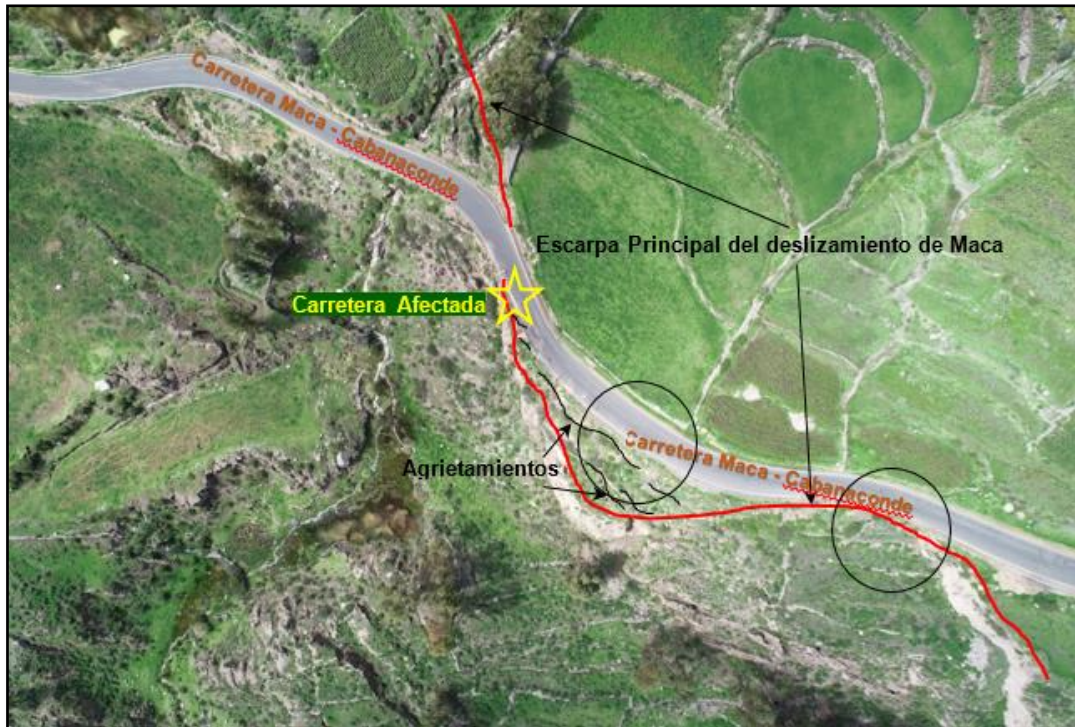 Carretera Maca - Cabanaconde
Escarpa Principal del deslizamiento de Maca
Carretera Afectada
Agrietamientos
Carretera Maca - Cabanaconde